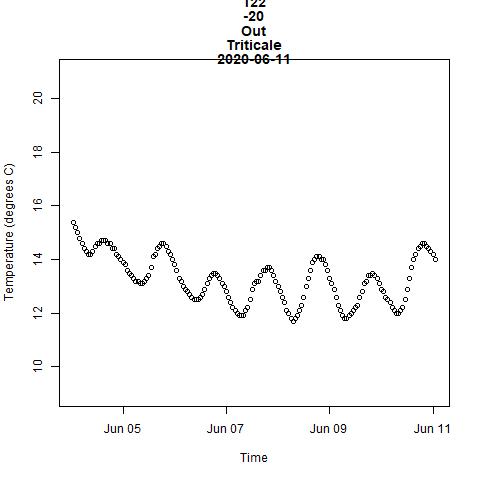 122
-20
Out
Triticale
2020-06-11
Temperature (degrees C)
20
18
16
14
12
10
Jun 05
Jun 07
Jun 09
Jun 11
Time